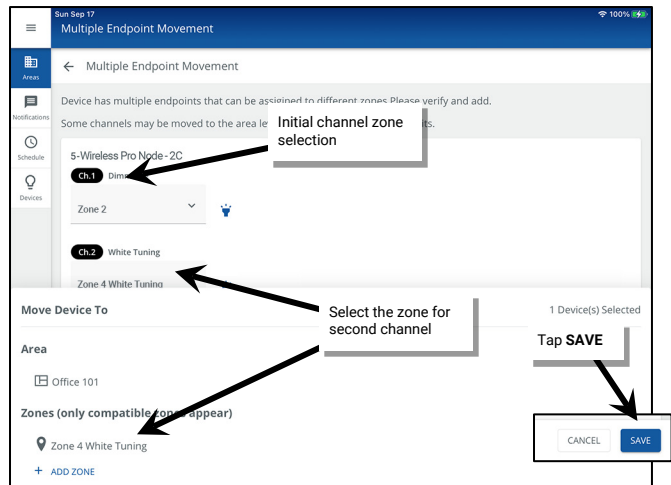 Sun Sep 17
100%
Multiple Endpoint Movement
Areas
Multiple Endpoint Movement
Notifications
Device has multiple endpoints that can be assigned to different zones Please verify and add.
Some channels may be moved to the area
Initial channel zone
selection
Schedule
5-Wireless Pro Node - 2C
Ch.1
Devices
Zone 2
Ch.2 White Tuning
Zone 4 White Tuning
Move Device To
1 Device(s) Selected
Select the zone for
second channel
Tap SAVE
Area
Office 101
Zones (only compatible zones appear)
Zone 4 White Tuning
CANCEL SAVE
+ ADD ZONE